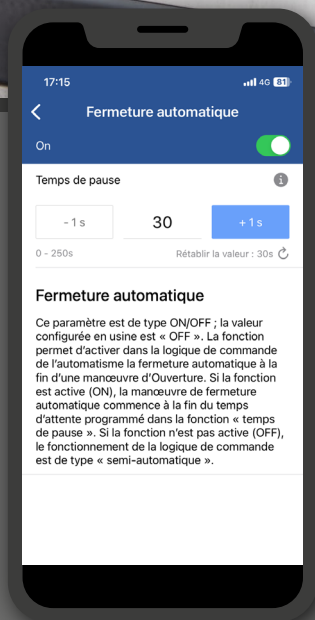 17:15 4G 81
Fermeture automatique
On
Temps de pause i
- 1 s 30 + 1 s
0 - 250s Rétablir la valeur : 30s
Fermeture automatique
Ce paramètre est de type ON/OFF ; la valeur
configurée en usine est « OFF ». La fonction
permet d'activer dans la logique de commande
de l'automatisme la fermeture automatique à la
fin d'une manœuvre d'Ouverture. Si la fonction
est active (ON), la manœuvre de fermeture
automatique commence à la fin du temps
d'attente programmé dans la fonction « temps
de pause ». Si la fonction n'est pas active (OFF),
le fonctionnement de la logique de commande
est de type « semi-automatique ».